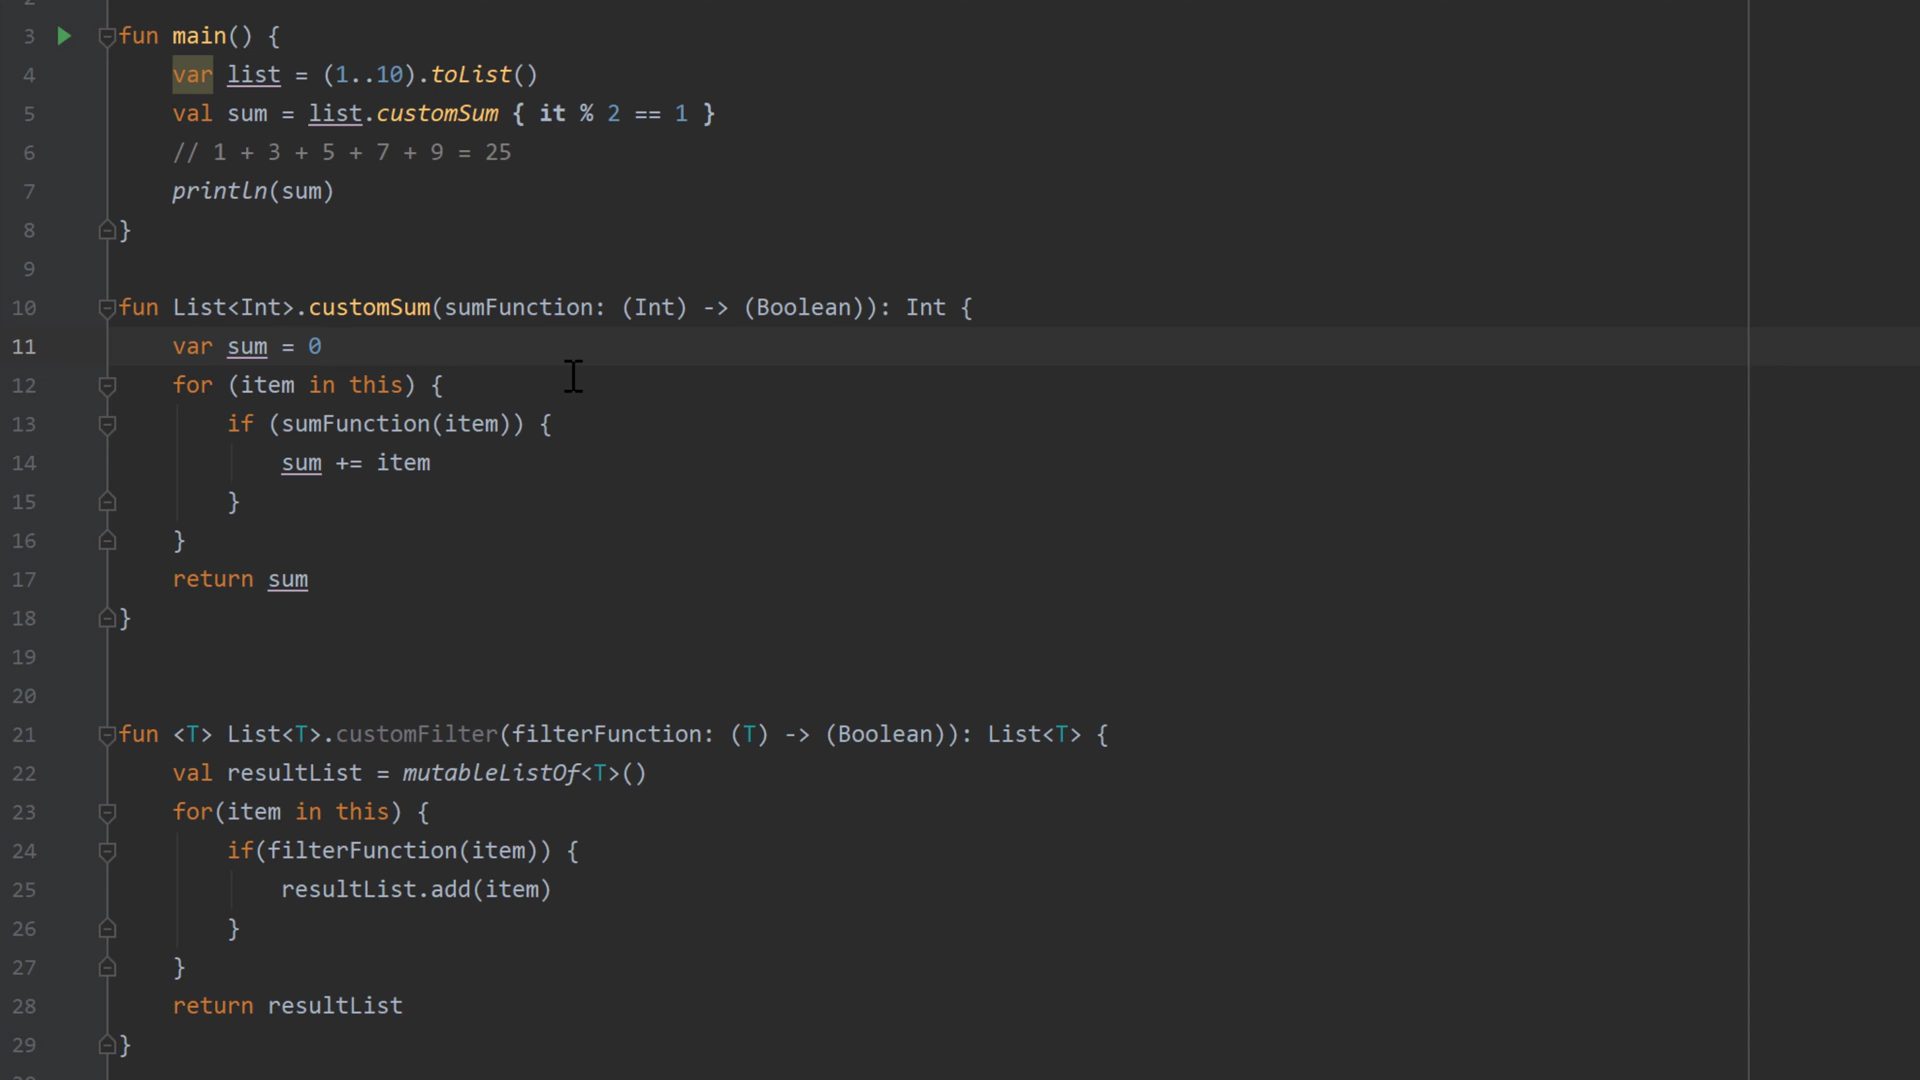 3 fun main() {
4 var list = (1..10).toList()
5 val sum = list.customSum { it % 2 == 1 }
6 // 1 + 3 + 5 + 7 + 9 = 25
7 println(sum)
8 }
9
10 fun List<Int>.customSum(sumFunction: (Int) -> (Boolean)): Int {
11 var sum = 0
12 for (item in this) {
13 if (sumFunction(item)) {
14 sum += item
15 }
16 }
17 return sum
18 }
19
20
21 fun <T> List<T>.customFilter(filterFunction: (T) -> (Boolean)): List<T> {
22 val resultList = mutableListOf<T>()
23 for(item in this) {
24 if(filterFunction(item)) {
25 resultList.add(item)
26 }
27 }
28 return resultList
29 }